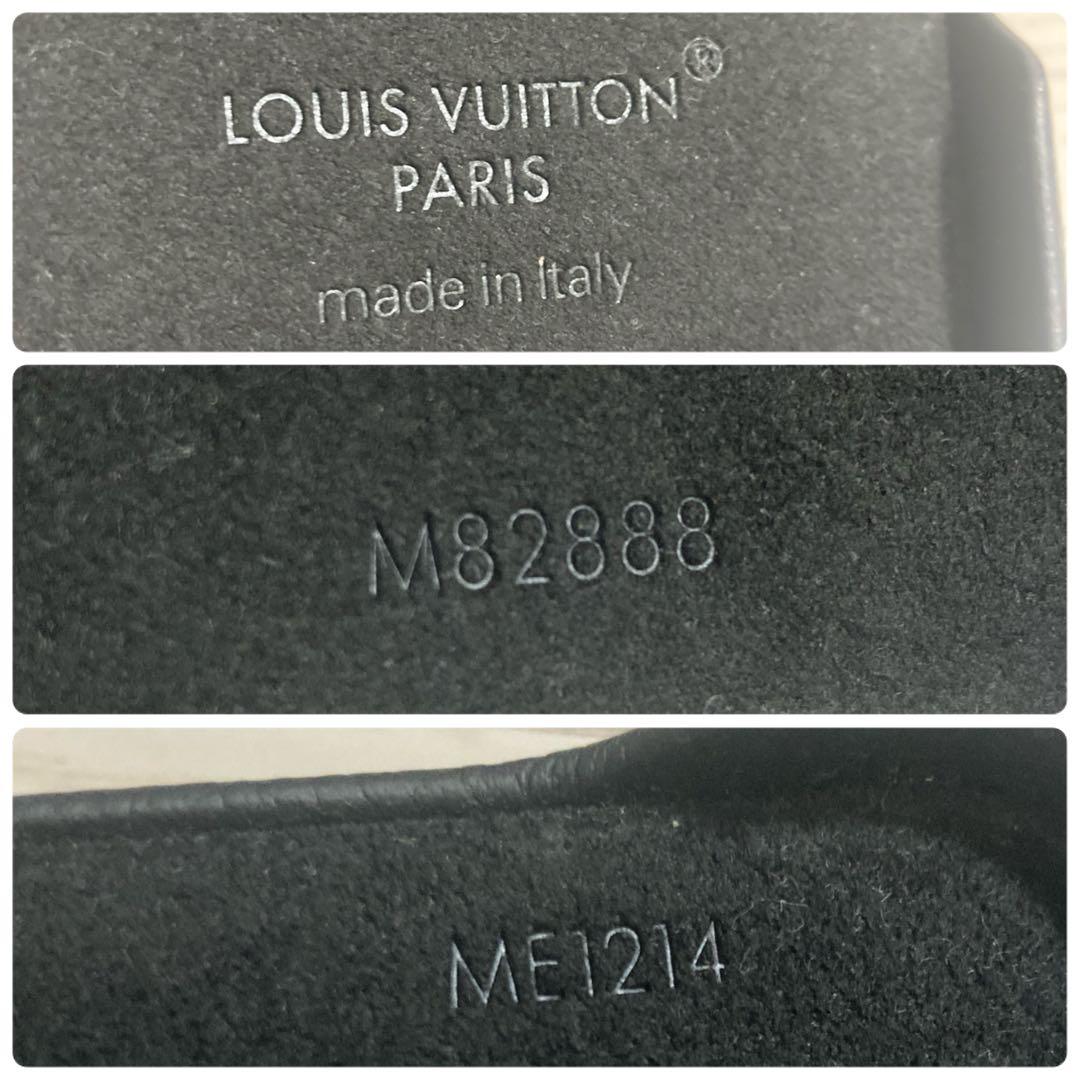 LOUIS VUITTON®
PARIS
made in Italy
M82888
ME1214